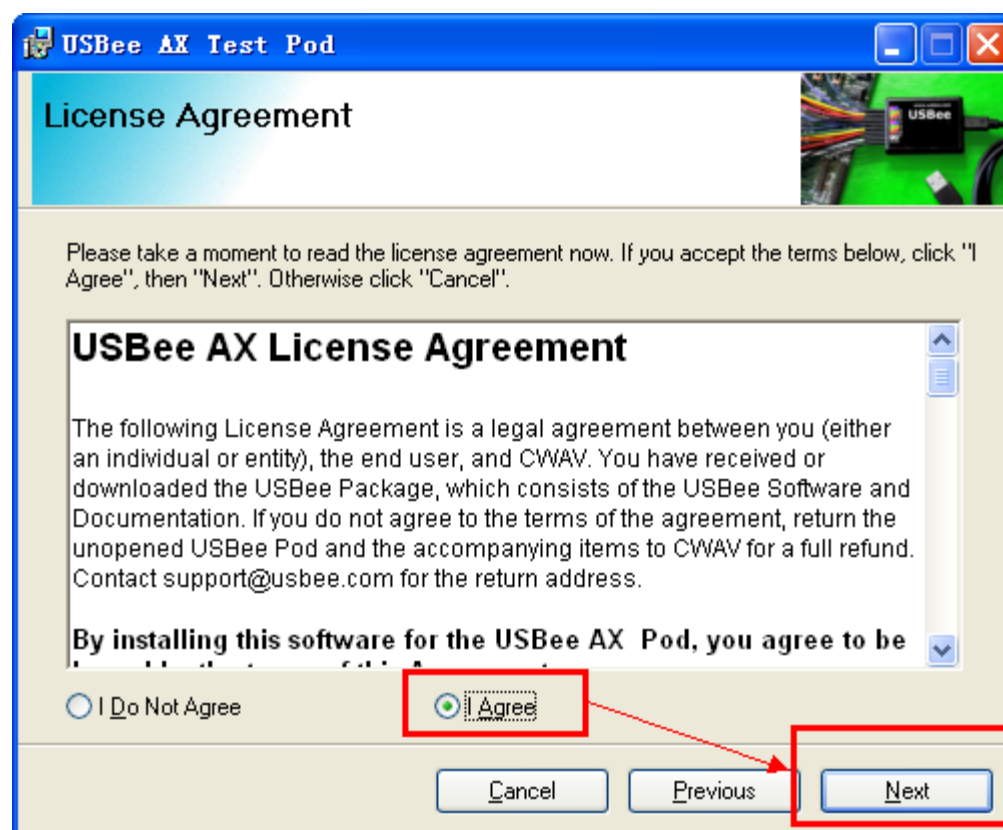 USBee AX Test Pod
License Agreement
USBee
Please take a moment to read the license agreement now. If you accept the terms below, click "I
Agree", then "Next". Otherwise click "Cancel".
USBee AX License Agreement
The following License Agreement is a legal agreement between you (either
an individual or entity), the end user, and CWAV. You have received or
downloaded the USBee Package, which consists of the USBee Software and
Documentation. If you do not agree to the terms of the agreement, return the
unopened USBee Pod and the accompanying items to CWAV for a full refund.
Contact support@usbee.com for the return address.
By installing this software for the USBee AX  Pod, you agree to be
I Do Not Agree
I Agree
Cancel
Previous
Next